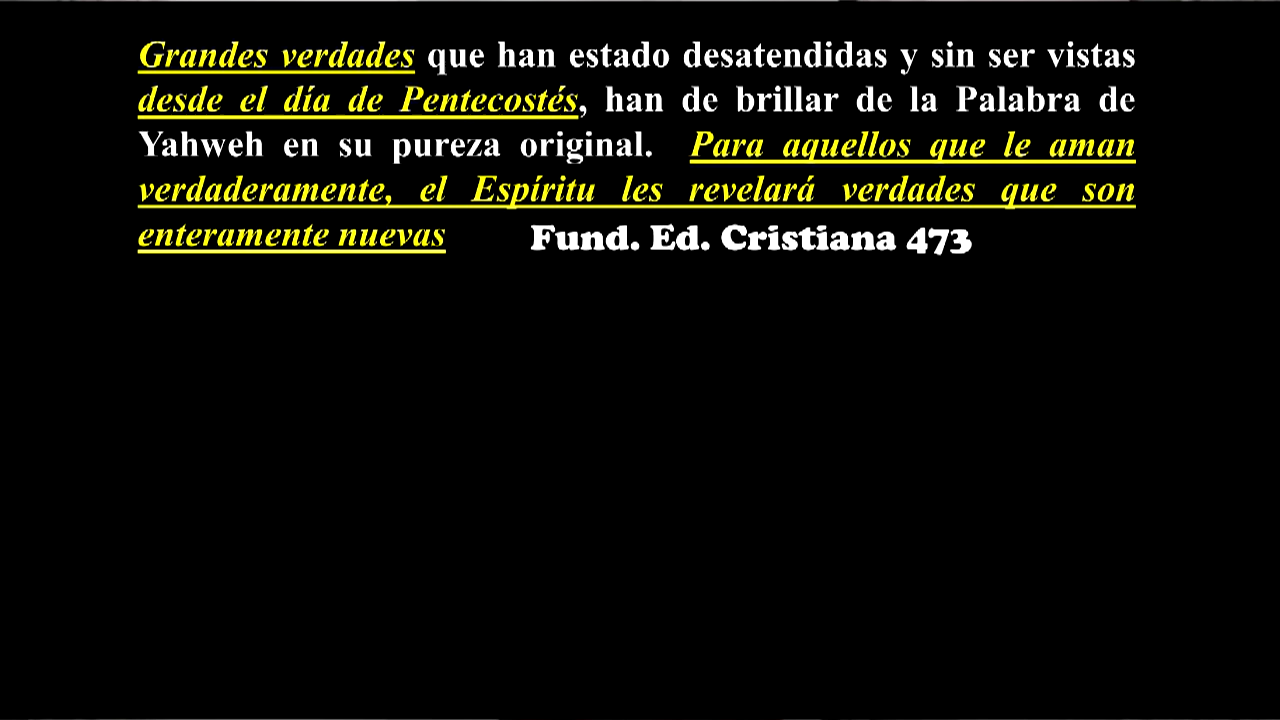 Grandes verdades que han estado desatendidas y sin ser vistas
desde el día de Pentecostés, han de brillar de la Palabra de
Yahweh en su pureza original. Para aquellos que le aman
verdaderamente, el Espíritu les revelará verdades que son
enteramente nuevas Fund. Ed. Cristiana 473